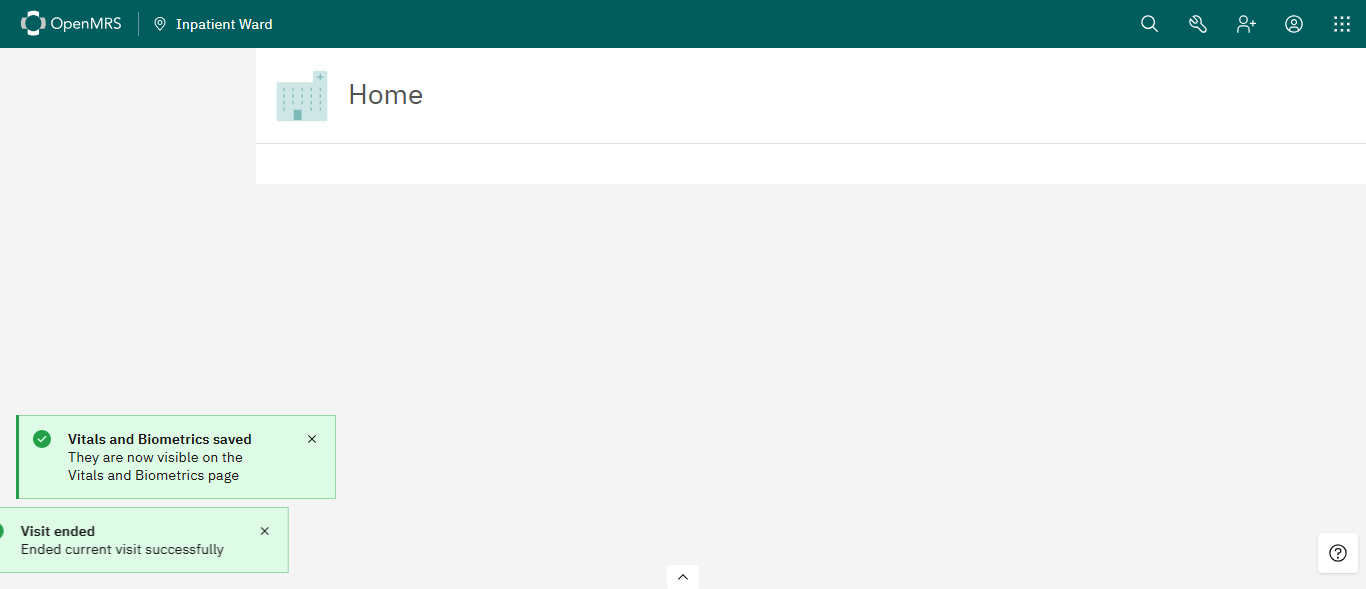 OpenMRS
Inpatient Ward
Home
Vitals and Biometrics saved
They are now visible on the
Vitals and Biometrics page
Visit ended
Ended current visit successfully